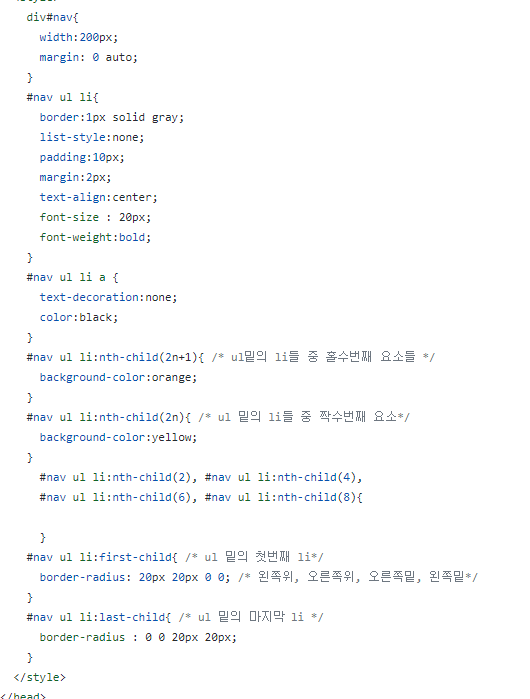 <style>
div#nav{
width:200px;
margin: 0 auto;
}
#nav ul li{
border:1px solid gray;
list-style:none;
padding:10px;
margin:2px;
text-align:center;
font-size : 20px;
font-weight:bold;
}
#nav ul li a {
text-decoration:none;
color:black;
}
#nav ul li:nth-child(2n+1){ /* ul밑의 li들 중 홀수번째 요소들 */
background-color:orange;
}
#nav ul li:nth-child(2n){ /* ul 밑의 li들 중 짝수번째 요소*/
background-color:yellow;
}
#nav ul li:nth-child(2), #nav ul li:nth-child(4),
#nav ul li:nth-child(6), #nav ul li:nth-child(8){
}
#nav ul li:first-child{ /* ul 밑의 첫번째 li*/
border-radius: 20px 20px 0 0; /* 왼쪽위, 오른쪽위, 오른쪽밑, 왼쪽밑*/
}
#nav ul li:last-child{ /* ul 밑의 마지막 li */
border-radius : 0 0 20px 20px;
}
</style>
</head>